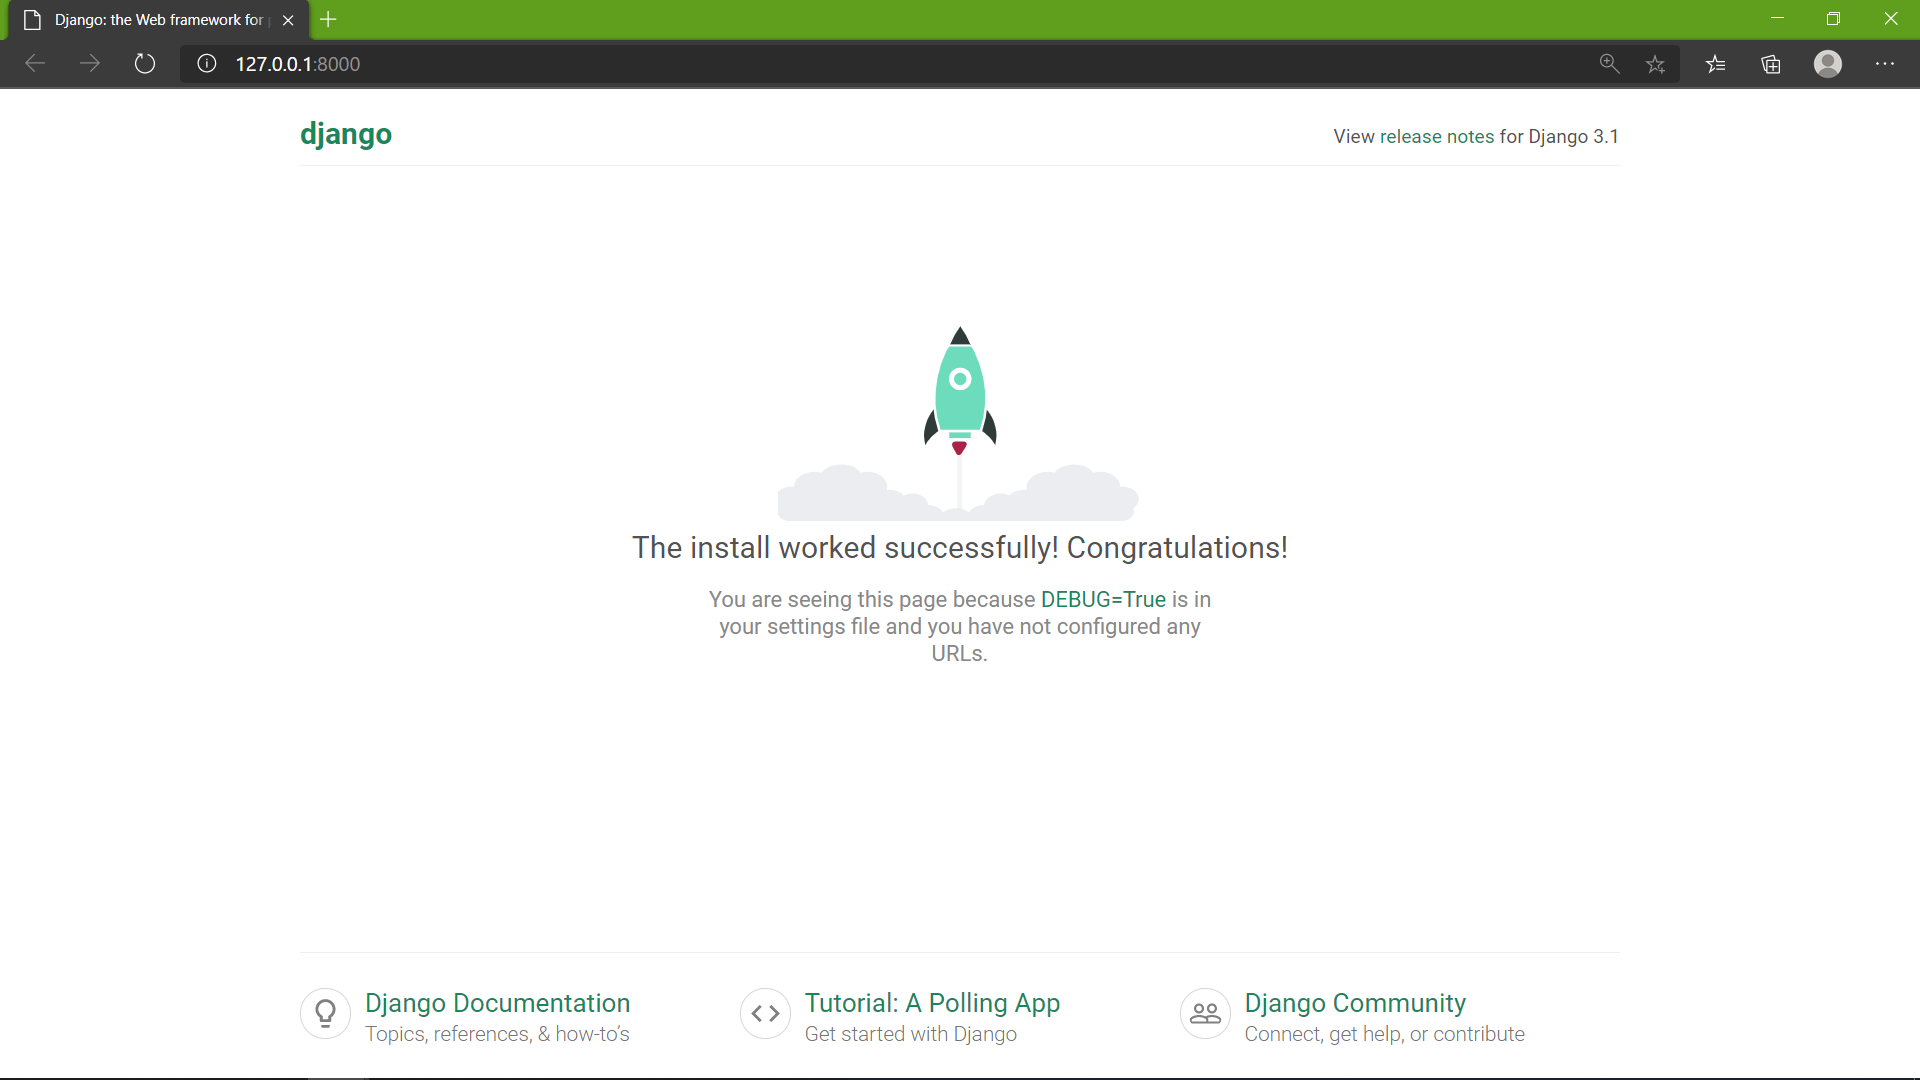 Django: the Web framework for
127.0.0.1:8000
django
View release notes for Django 3.1
The install worked successfully! Congratulations!
You are seeing this page because DEBUG=True is in
your settings file and you have not configured any
URLs.
Django Documentation
Topics, references, & how-to’s
Tutorial: A Polling App
Get started with Django
Django Community
Connect, get help, or contribute